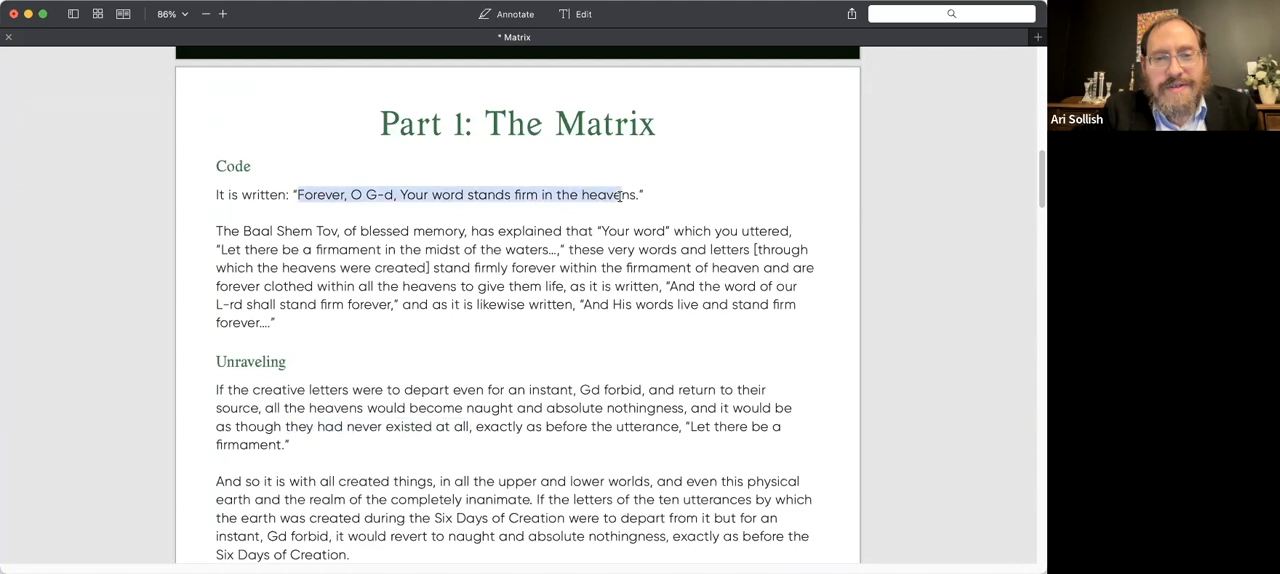 86%
Annotate
Edit
* Matrix
Part 1: The Matrix
Code
It is written: “Forever, O G-d, Your word stands firm in the heavens.”
The Baal Shem Tov, of blessed memory, has explained that “Your word” which you uttered,
“Let there be a firmament in the midst of the waters…,” these very words and letters [through
which the heavens were created] stand firmly forever within the firmament of heaven and are
forever clothed within all the heavens to give them life, as it is written, “And the word of our
L-rd shall stand firm forever,” and as it is likewise written, “And His words live and stand firm
forever….”
Unraveling
If the creative letters were to depart even for an instant, Gd forbid, and return to their
source, all the heavens would become naught and absolute nothingness, and it would be
as though they had never existed at all, exactly as before the utterance, “Let there be a
firmament.”
And so it is with all created things, in all the upper and lower worlds, and even this physical
earth and the realm of the completely inanimate. If the letters of the ten utterances by which
the earth was created during the Six Days of Creation were to depart from it but for an
instant, Gd forbid, it would revert to naught and absolute nothingness, exactly as before the
Six Days of Creation.
Ari Sollish